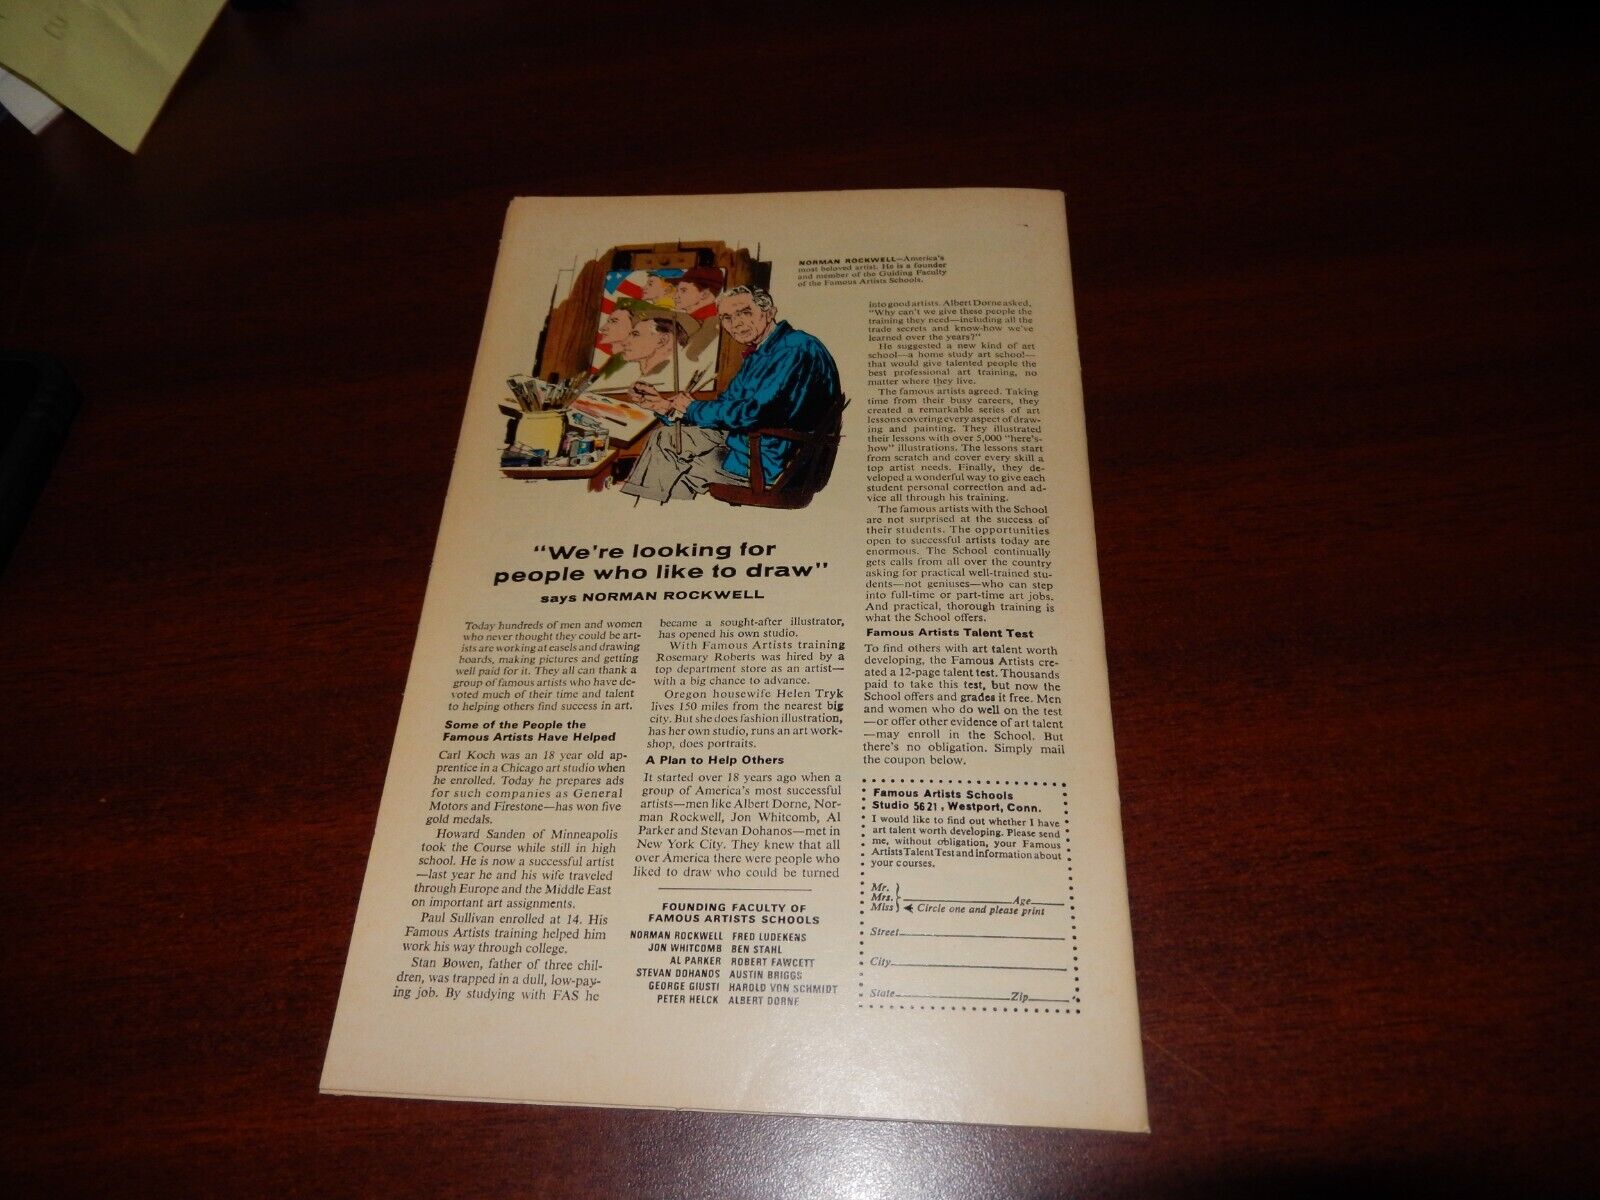 NORMAN ROCKWELL—America's
most beloved artist. He is a founder
and member of the Guiding Faculty
of the Famous Artists Schools.
"We're looking for
people who like to draw"
says NORMAN ROCKWELL
Today hundreds of men and women
who never thought they could be art-
ists are working at easels and drawing
boards, making pictures and getting
well paid for it. They all can thank a
group of famous artists who have de-
voted much of their time and talent
to helping others find success in art.
Some of the People the
Famous Artists Have Helped
Carl Koch was an 18 year old ap-
prentice in a Chicago art studio when
he enrolled. Today he prepares ads
for such companies as General
Motors and Firestone—has won five
gold medals.
Howard Sanden of Minneapolis
took the Course while still in high
school. He is now a successful artist
—last year he and his wife traveled
through Europe and the Middle East
on important art assignments.
Paul Sullivan enrolled at 14. His
Famous Artists training helped him
work his way through college.
Stan Bowen, father of three chil-
dren, was trapped in a dull, low-pay-
ing job. By studying with FAS he
became a sought-after illustrator,
has opened his own studio.
With Famous Artists training
Rosemary Roberts was hired by a
top department store as an artist—
with a big chance to advance.
Oregon housewife Helen Tryk
lives 150 miles from the nearest big
city. But she does fashion illustration,
has her own studio, runs an art work-
shop, does portraits.
A Plan to Help Others
It started over 18 years ago when a
group of America's most successful
artists—men like Albert Dorne, Nor-
man Rockwell, Jon Whitcomb, Al
Parker and Stevan Dohanos—met in
New York City. They knew that all
over America there were people who
liked to draw who could be turned
FOUNDING FACULTY OF
FAMOUS ARTISTS SCHOOLS
NORMAN ROCKWELL FRED LUDEKENS
JON WHITCOMB BEN STAHL
AL PARKER ROBERT FAWCETT
STEVAN DOHANOS AUSTIN BRIGGS
GEORGE GIUSTI HAROLD VON SCHMIDT
PETER HELCK ALBERT DORNE
into good artists. Albert Dorne asked,
"Why can't we give these people the
training they need—including all the
trade secrets and know-how we've
learned over the years?"
He suggested a new kind of art
school—a home study art school—
that would give talented people the
best professional art training, no
matter where they live.
The famous artists agreed. Taking
time from their busy careers, they
created a remarkable series of art
lessons covering every aspect of draw-
ing and painting. They illustrated
their lessons with over 5,000 "here's-
how" illustrations. The lessons start
from scratch and cover every skill a
top artist needs. Finally, they de-
veloped a wonderful way to give each
student personal correction and ad-
vice all through his training.
The famous artists with the School
are not surprised at the success of
their students. The opportunities
open to successful artists today are
enormous. The School continually
gets calls from all over the country
asking for practical well-trained stu-
dents—not geniuses—who can step
into full-time or part-time art jobs.
And practical, thorough training is
what the School offers.
Famous Artists Talent Test
To find others with art talent worth
developing, the Famous Artists cre-
ated a 12-page talent test. Thousands
paid to take this test, but now the
School offers and grades it free. Men
and women who do well on the test
—or offer other evidence of art talent
—may enroll in the School. But
there's no obligation. Simply mail
the coupon below.
Famous Artists Schools
Studio 5621, Westport, Conn.
I would like to find out whether I have
art talent worth developing. Please send
me, without obligation, your Famous
Artists Talent Test and information about
your courses.
Mr.
Mrs. Age
Miss Circle one and please print
Street
City
State Zip